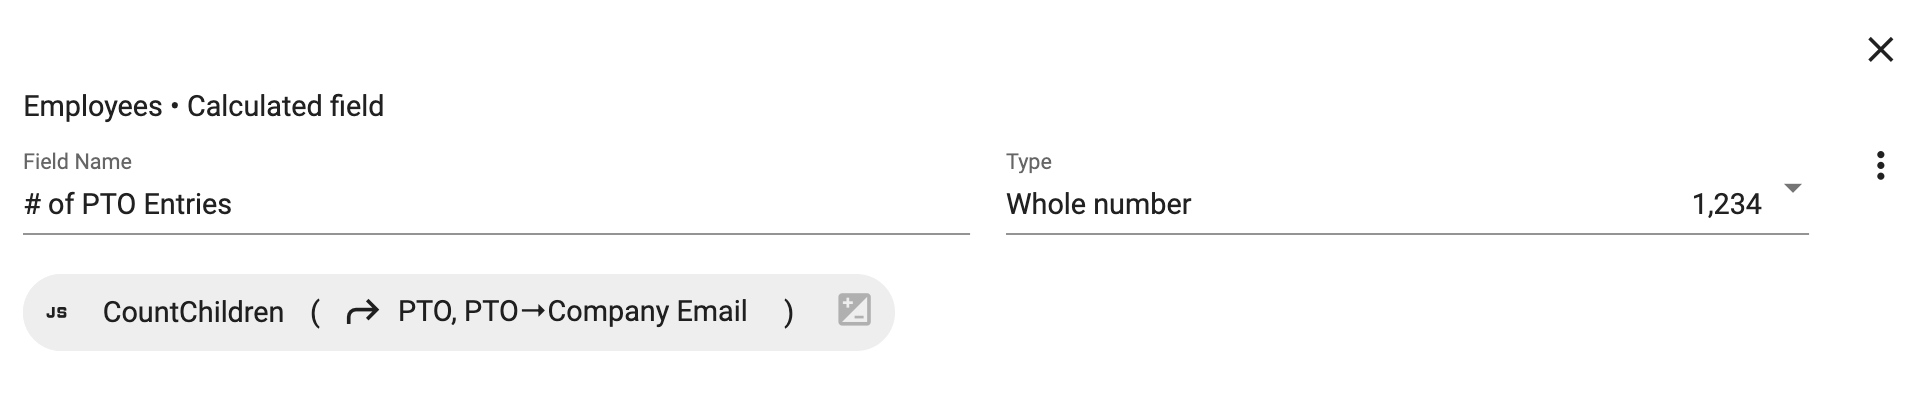 Employees • Calculated field
Field Name
# of PTO Entries
Type
Whole number 1,234
JS CountChildren ( PTO, PTO→Company Email )